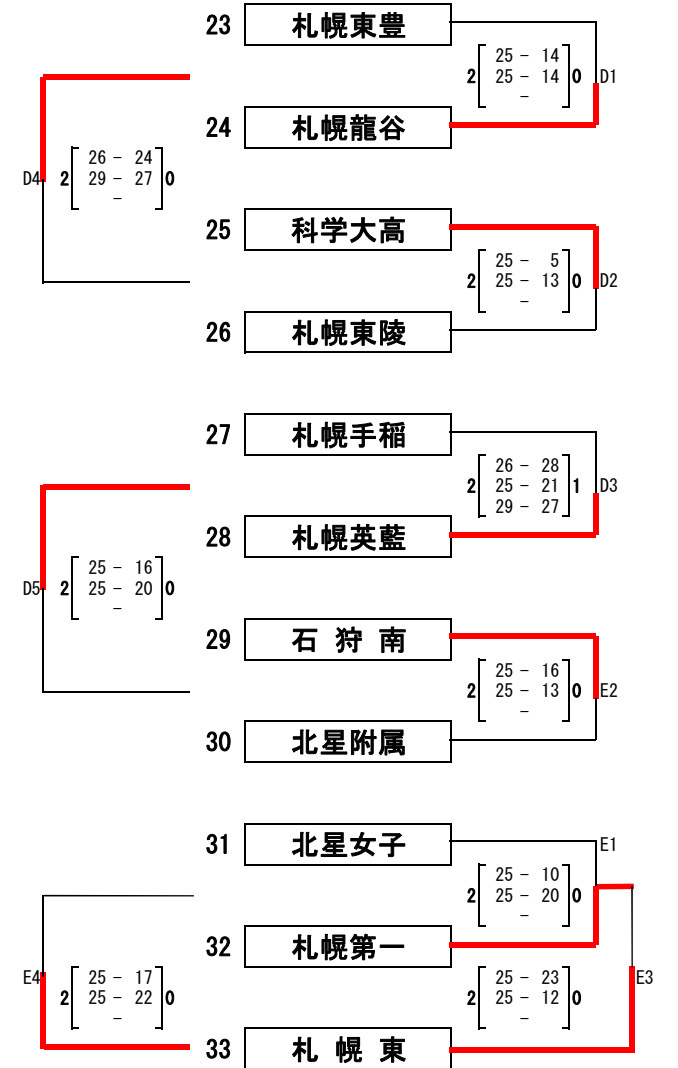 23 札幌東豊
25 － 14
2 25 － 14 0 D1
－
24 札幌龍谷
26 － 24
D4 2 29 － 27 0
－
25 科学大高
25 － 5
2 25 － 13 0 D2
－
26 札幌東陵
27 札幌手稲
26 － 28
2 25 － 21 1 D3
29 － 27
28 札幌英藍
25 － 16
D5 2 25 － 20 0
－
29 石 狩 南
25 － 16
2 25 － 13 0 E2
－
30 北星附属
31 北星女子 E1
25 － 10
2 25 － 20 0
－
32 札幌第一
25 － 17
E4 2 25 － 22 0
－
25 － 23 E3
2 25 － 12 0
－
33 札 幌 東